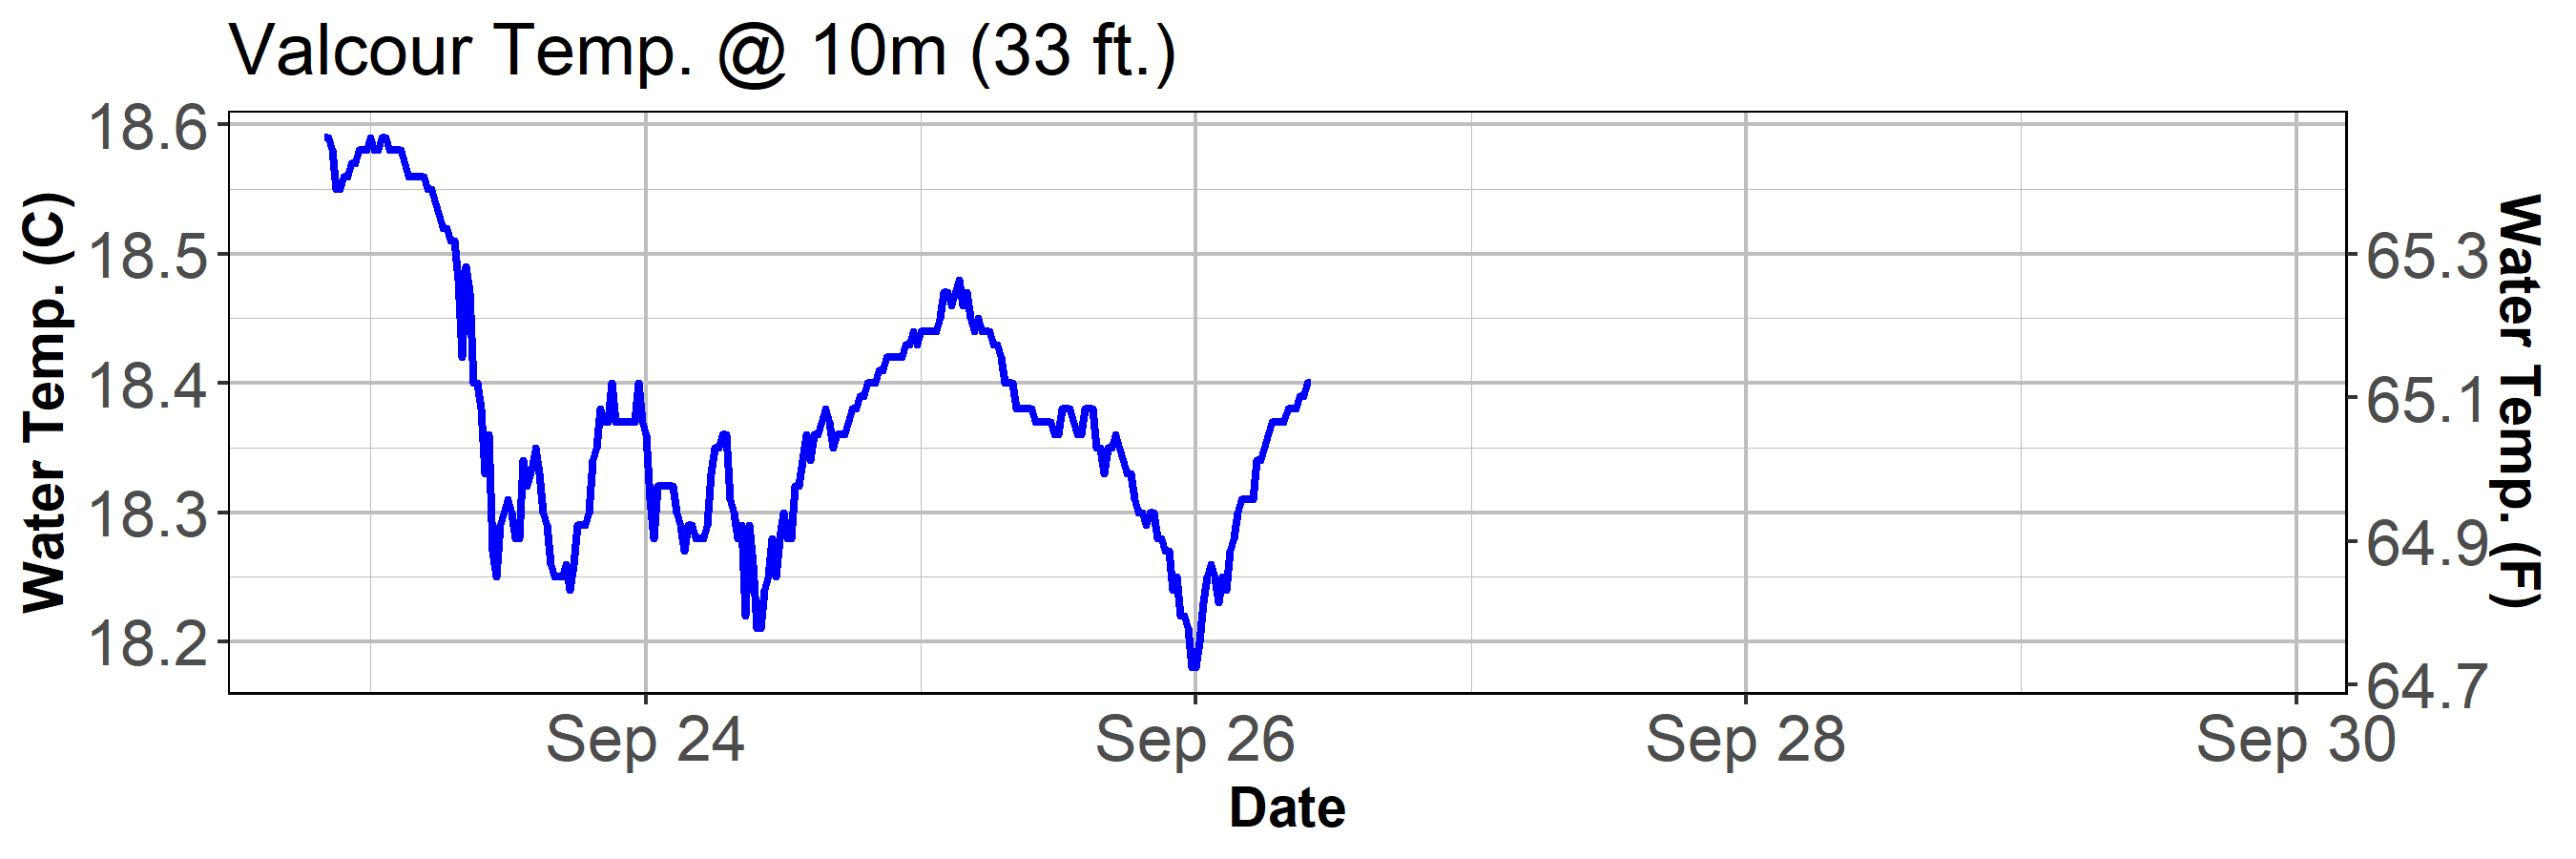 Valcour Temp. @ 10m (33 ft.)
Water Temp. (C)
18.6
18.5
18.4
18.3
18.2
65.3
65.1
64.9
64.7
Water Temp. (F)
Sep 24 Sep 26 Sep 28 Sep 30
Date